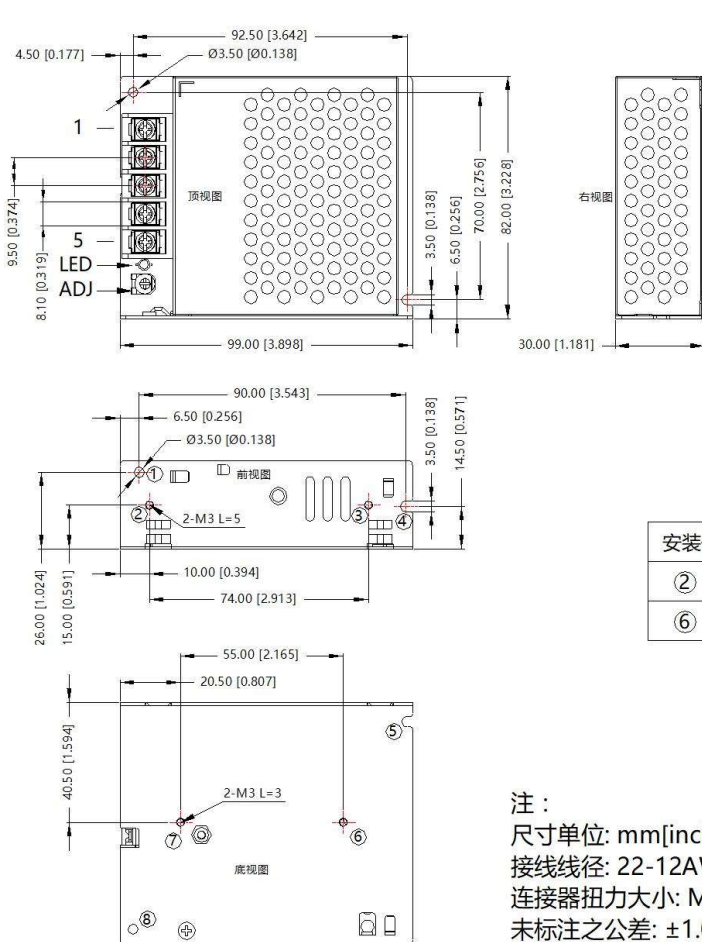 92.50 [3.642]
4.50 [0.177]
Ø3.50 [Ø0.138]
1
顶视图
右视图
9.50 [0.374]
8.10 [0.319]
5
LED
ADJ
3.50 [0.138]
6.50 [0.256]
70.00 [2.756]
82.00 [3.228]
99.00 [3.898]
30.00 [1.181]
90.00 [3.543]
6.50 [0.256]
Ø3.50 [Ø0.138]
3.50 [0.138]
14.50 [0.571]
① 前视图
② 2-M3 L=5 ③ ④
10.00 [0.394]
74.00 [2.913]
26.00 [1.024]
15.00 [0.591]
安装
②
⑥
55.00 [2.165]
20.50 [0.807]
40.50 [1.594]
⑤
2-M3 L=3
⑦ ⑥
底视图
⑧
注：
尺寸单位: mm[inc
接线线径: 22-12A
连接器扭力大小: M
未标注之公差: ±1.